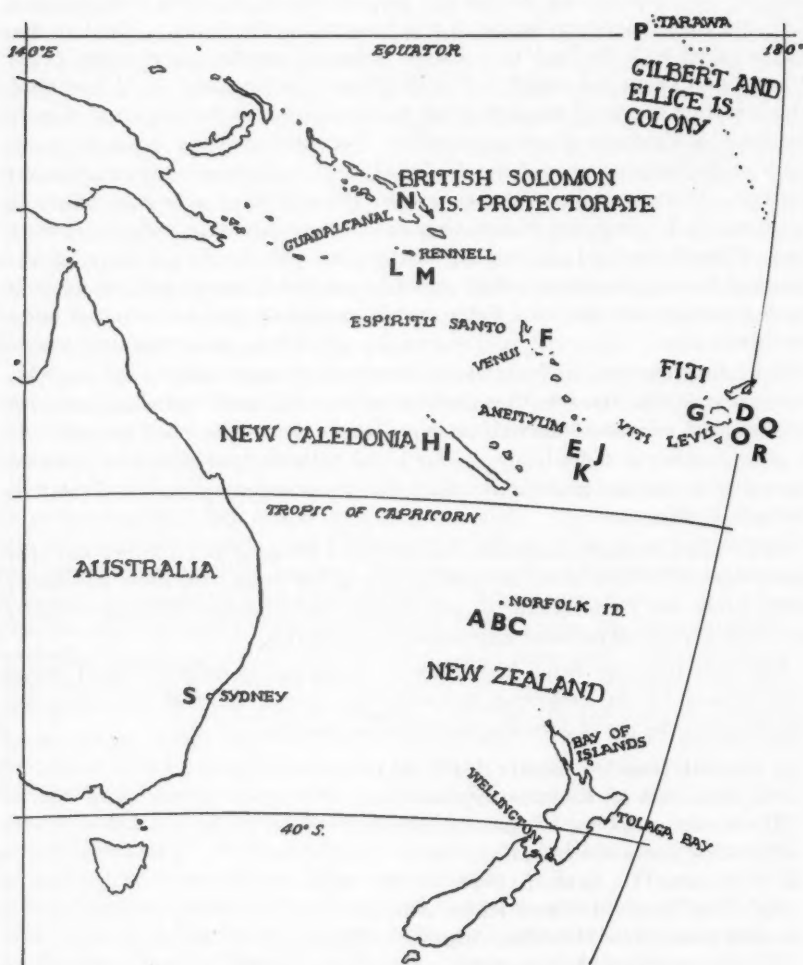 P TARAWA
140°E EQUATOR 180°
GILBERT AND
ELLICE IS.
COLONY
BRITISH SOLOMON
N IS. PROTECTORATE
GUADALCANAL
RENNELL
L M
ESPIRITU SANTO F
VENUI
FIJI
G D Q
VITI LEVU O R
ANEITYUM
NEW CALEDONIA H I E J
K
TROPIC OF CAPRICORN
AUSTRALIA
NORFOLK ID.
A B C
NEW ZEALAND
S SYDNEY
BAY OF
ISLANDS
WELLINGTON
TOLAGA BAY
40°S.